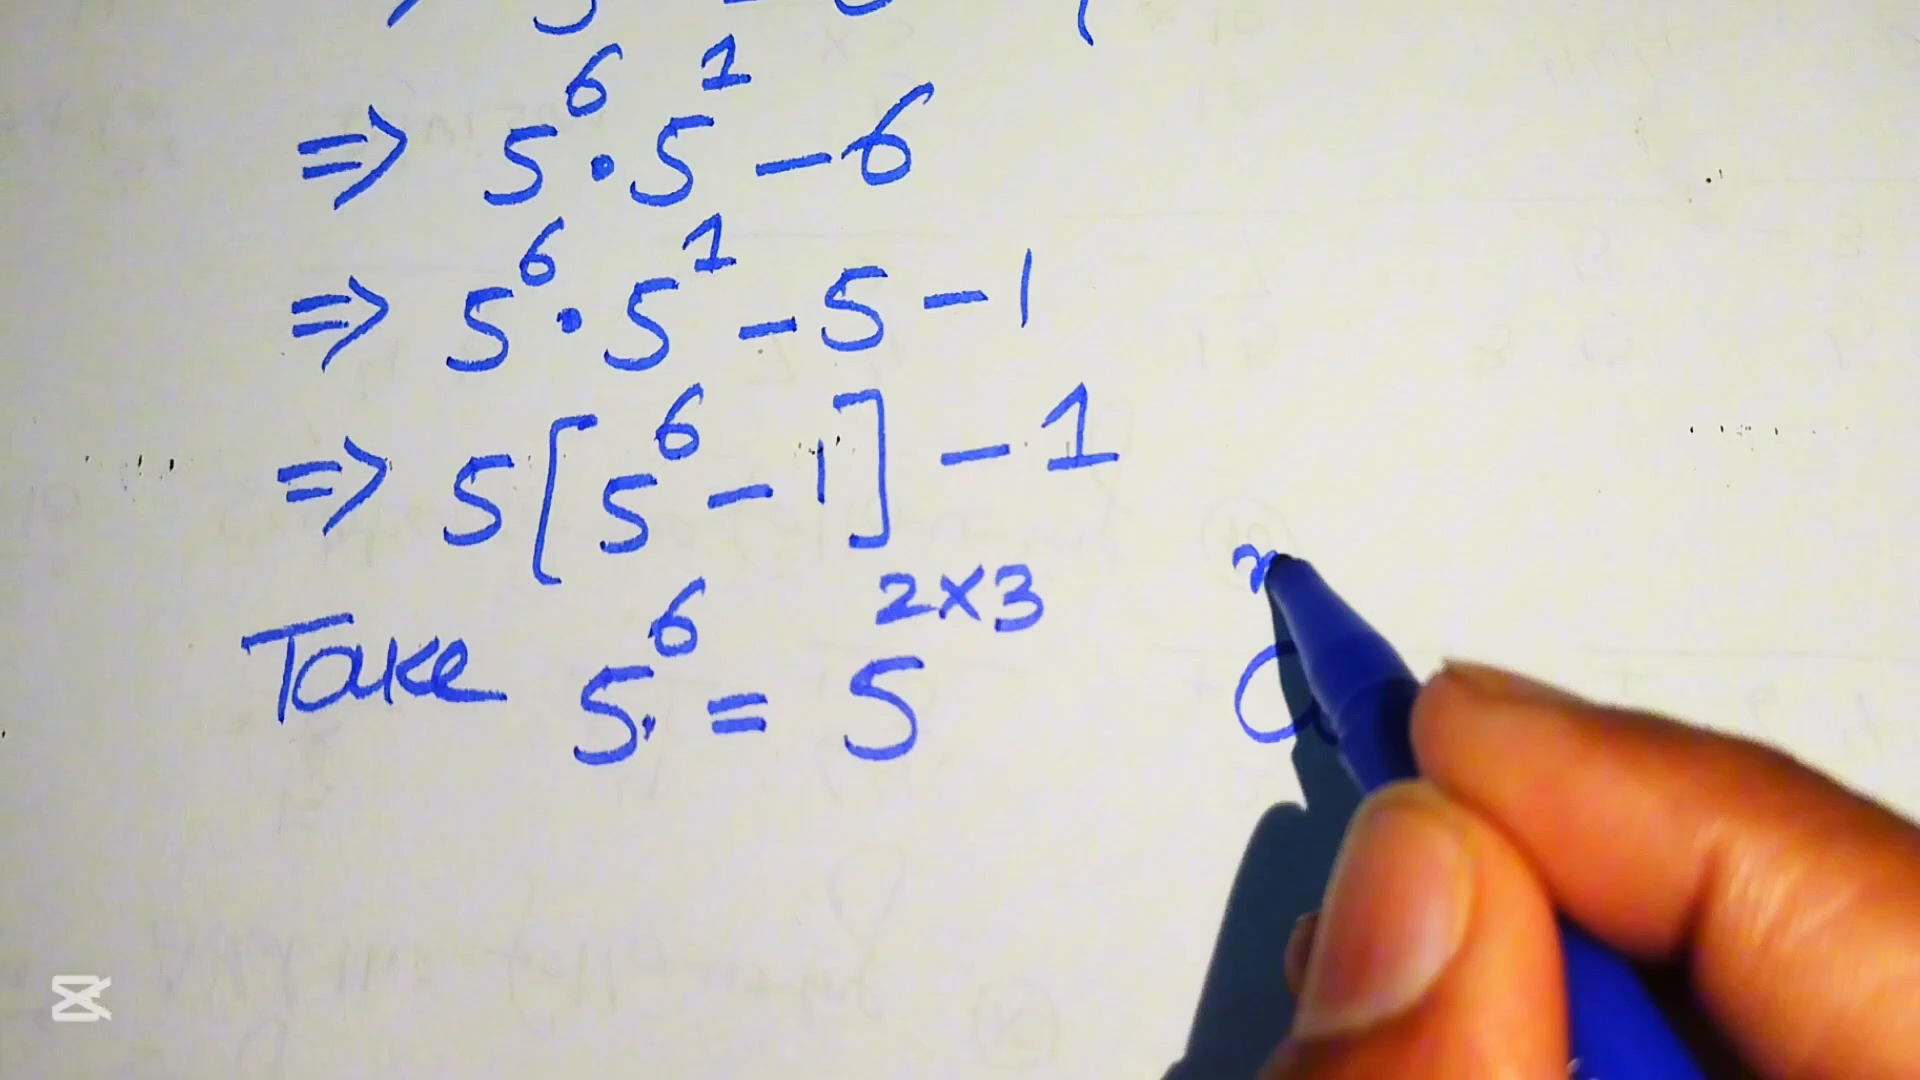 ⇒ 5⁶ · 5¹ - 6
⇒ 5⁶ · 5¹ - 5 - 1
⇒ 5[5⁶ - 1] - 1
Take 5⁶ = 5²ˣ³